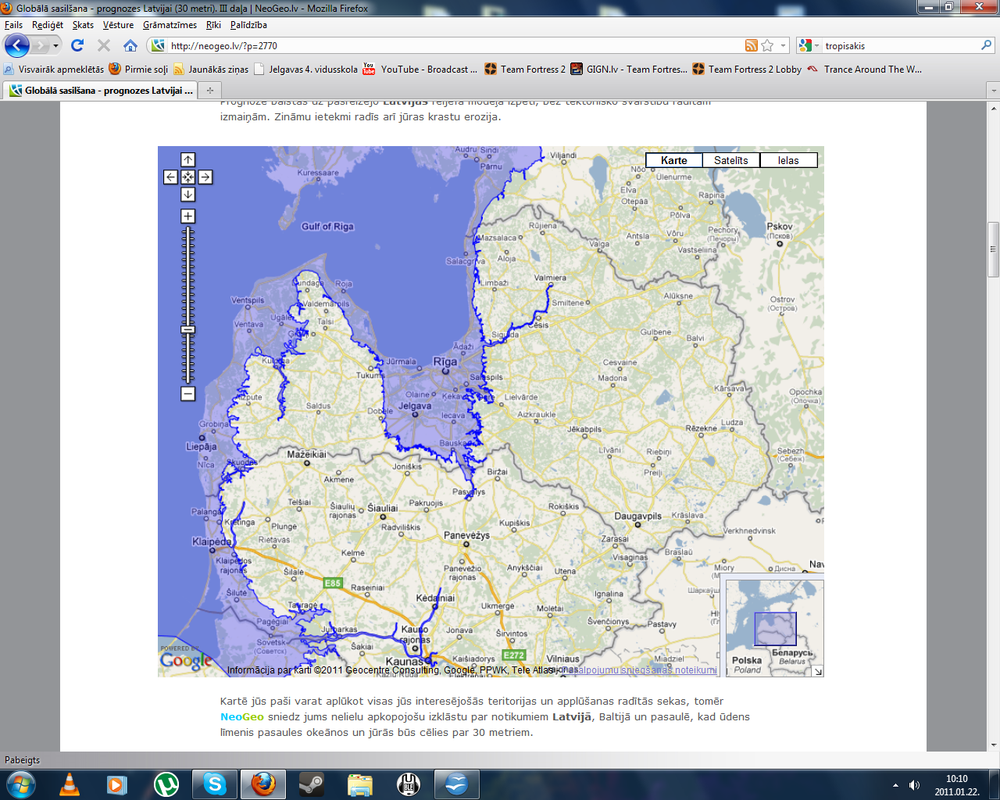 Globālā sasilšana - prognozes Latvijai (30 metri). III daļa | NeoGeo.lv - Mozilla Firefox
Fails Rediģēt Skats Vēsture Grāmatzīmes Rīki Palīdzība
http://neogeo.lv/?p=2770
tropisakis
Visvairāk apmeklētās Pirmie soļi Jaunākās ziņas Jelgavas 4. vidusskola YouTube - Broadcast ... Team Fortress 2 GIGN.lv - Team Fortres... Team Fortress 2 Lobby Trance Around The W...
Globālā sasilšana - prognozes Latvijai ...
Prognoze balstās uz pašreizējo Latvijas reljefa modeļa izpēti, bez tektonisko svārstību radītām
izmaiņām. Zināmu ietekmi radīs arī jūras krastu erozija.
Karte Satelīts Ielas
Audru Sindi Viljandi
Kuressaare Pärnu Nõo Ülenurme
Elva Räpina
Otepää Põlva
Gulf of Riga Rūjiena Pechory Pskov
Mazsalaca Antsla Võru (Печоры) (Псков)
Valga Vastseliina
Salacgrīva Aloja
Limbaži Valmiera
Roja
Ventspils Valdemārpils Smiltene Alūksne Ostrov
Ugāle (Остров)
Ventava Talsi Cēsis
Sigulda Gulbene Balvi
Ādaži
Rīga
Jūrmala Cesvaine
Tukums Madona
Kārsava
Olaine Lielvārde Opochka
Saldus Dobele Jelgava (Опочка)
Iecava Aizkraukle
Grobiņa Jēkabpils Rēzekne Ludza
Liepāja Bauska
Mažeikiai Līvāni Riebiņi Sebezh
Nīca Skuodas Joniškis (Себеж)
Biržai Preiļi
Akmene
Pasvalys
Telšiai Šiaulių Pakruojis Rokiškis
Palanga rajonas Šiauliai Daugavpils Krāslava
Kretinga Plunge Radviliškis Kupiškis
Rietavas Panevėžys Zarasai Verkhnedvinsk
Klaipėda Kelmė Visaginas Braslaŭ
Klaipėdos Panevėžio Anykščiai Miory
rajonas Šilalė rajonas Utena Дисна Nav
E85 Raseiniai Ignalina
Šilutė Kėdainiai
Tauragė Ukmergė Molėtai
Pagėgiai Jurbarkas Švenčionys Pastavy
Sovetsk Kauno Jonava Širvintos
(Советск) Šakiai rajonas
E272 Vilniaus Miadziel
Kaunas Kaišiadorys
Беларусь
Polska Belarus
Poland
POWERED BY
Google
Informācija par karti ©2011 Geocentre Consulting, Google, PPWK, Tele Atlas - Pakalpojumu sniegšanas noteikumi
Kartē jūs paši varat aplūkot visas jūs interesējošās teritorijas un applūšanas radītās sekas, tomēr
NeoGeo sniedz jums nelielu apkopojošu izklāstu par notikumiem Latvijā, Baltijā un pasaulē, kad ūdens
līmenis pasaules okeānos un jūrās būs cēlies par 30 metriem.
Pabeigts
10:10
2011.01.22.